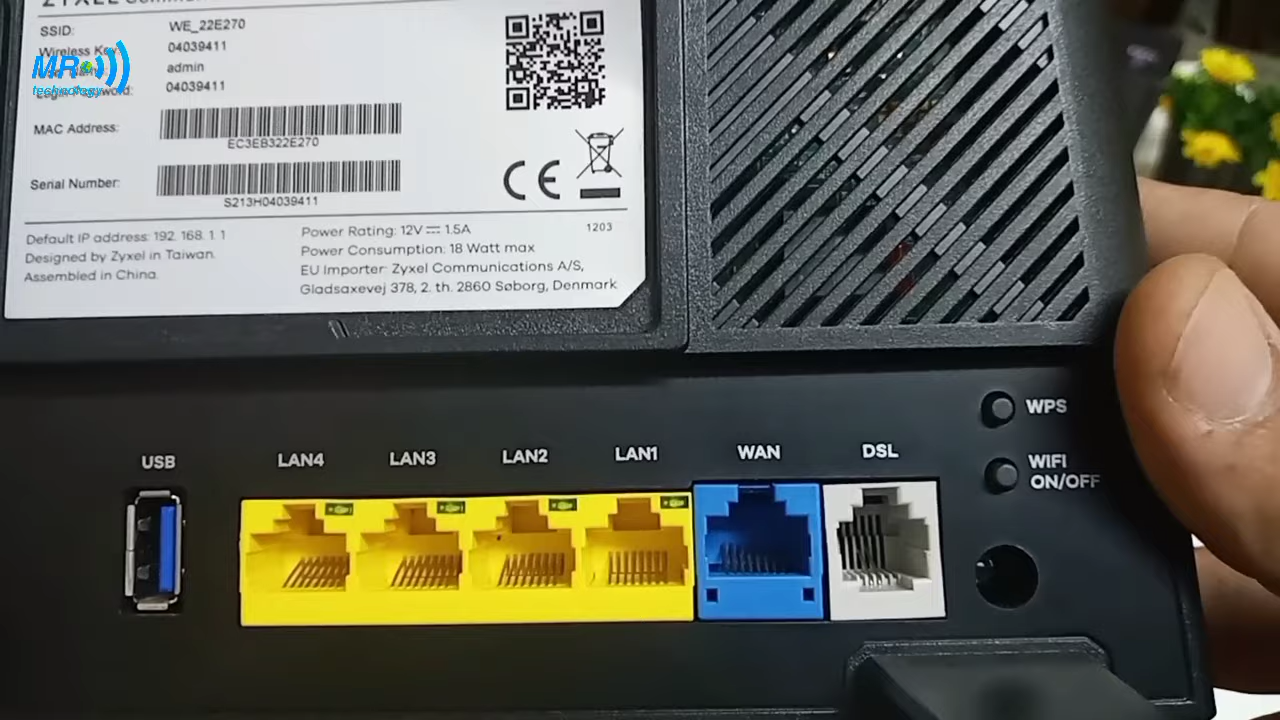 SSID: WE_22E270
Wireless Key: 04039411
admin
04039411
MR
technology
MAC Address:
EC3EB322E270
Serial Number:
S213H04039411
Default IP address: 192. 168. 1. 1
Designed by Zyxel in Taiwan.
Assembled in China.
Power Rating: 12V 1.5A
Power Consumption: 18 Watt max
EU Importer: Zyxel Communications A/S,
Gladsaxevej 378, 2. th. 2860 Søborg, Denmark
1203
CE
WPS
WIFI
ON/OFF
USB
LAN4
LAN3
LAN2
LAN1
WAN
DSL